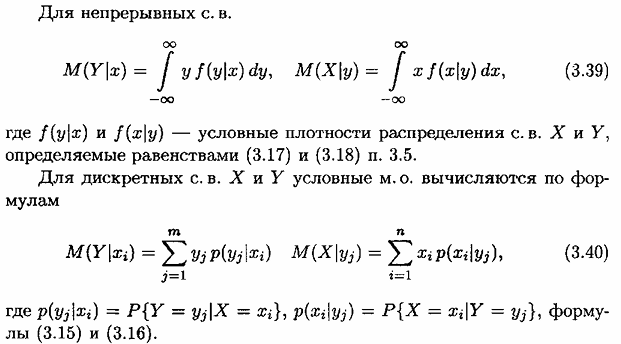 Для непрерывных с. в.
M(Y|x) = ∫_{−∞}^{∞} y f(y|x) dy, M(X|y) = ∫_{−∞}^{∞} x f(x|y) dx, (3.39)
где f(y|x) и f(x|y) — условные плотности распределения с. в. X и Y,
определяемые равенствами (3.17) и (3.18) п. 3.5.
Для дискретных с. в. X и Y условные м. о. вычисляются по фор-
мулам
M(Y|x_i) = ∑_{j=1}^{m} y_j p(y_j|x_i) M(X|y_j) = ∑_{i=1}^{n} x_i p(x_i|y_j), (3.40)
где p(y_j|x_i) = P{Y = y_j|X = x_i}, p(x_i|y_j) = P{X = x_i|Y = y_j}, форму-
лы (3.15) и (3.16).